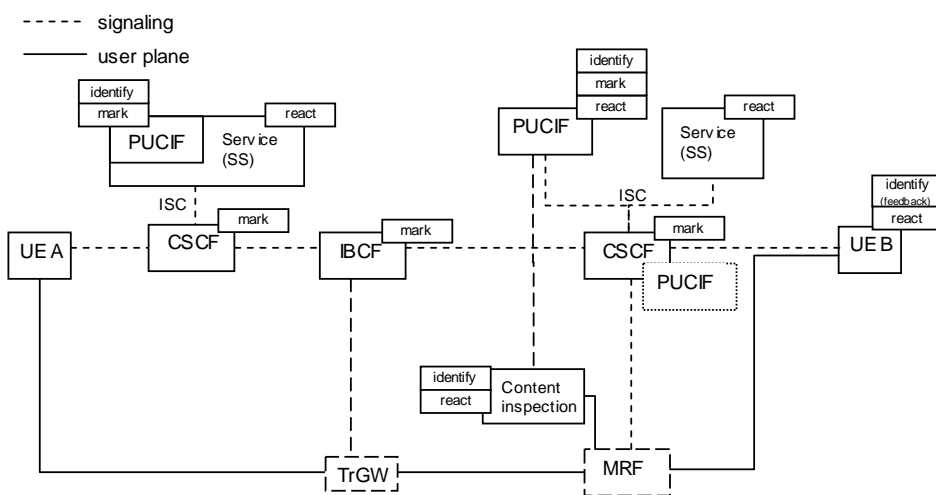 signaling
user plane
identify
mark
PUCIF
Service
(SS)
react
ISC
identify
mark
react
PUCIF
Service
(SS)
react
ISC
identify
(feedback)
react
UE A
CSCF
mark
IBCF
mark
CSCF
mark
PUCIF
UE B
identify
react
Content
inspection
TrGW
MRF